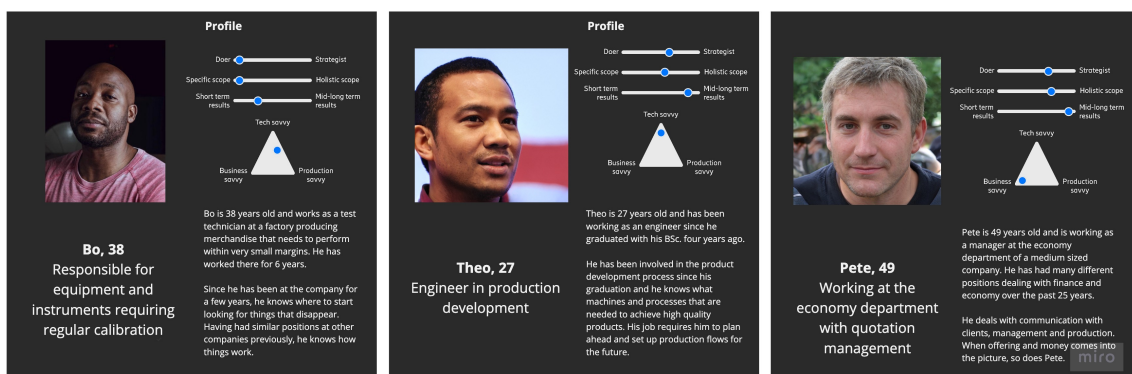 Profile
Doer
Strategist
Specific scope
Holistic scope
Short term
results
Mid-long term
results
Tech savvy
Business
savvy
Production
savvy
Bo, 38
Responsible for
equipment and
instruments requiring
regular calibration
Bo is 38 years old and works as a test
technician at a factory producing
merchandise that needs to perform
within very small margins. He has
worked there for 6 years.
Since he has been at the company for
a few years, he knows where to start
looking for things that disappear.
Having had similar positions at other
companies previously, he knows how
things work.
Profile
Doer
Strategist
Specific scope
Holistic scope
Short term
results
Mid-long term
results
Tech savvy
Business
savvy
Production
savvy
Theo, 27
Engineer in production
development
Theo is 27 years old and has been
working as an engineer since he
graduated with his BSc. four years ago.
He has been involved in the product
development process since his
graduation and he knows what
machines and processes that are
needed to achieve high quality
products. His job requires him to plan
ahead and set up production flows for
the future.
Doer
Strategist
Specific scope
Holistic scope
Short term
results
Mid-long term
results
Tech savvy
Business
savvy
Production
savvy
Pete, 49
Working at the
economy department
with quotation
management
Pete is 49 years old and is working as
a manager at the economy
department of a medium sized
company. He has had many different
positions dealing with finance and
economy over the past 25 years.
He deals with communication with
clients, management and production.
When offering and money comes into
the picture, so does Pete.
miro